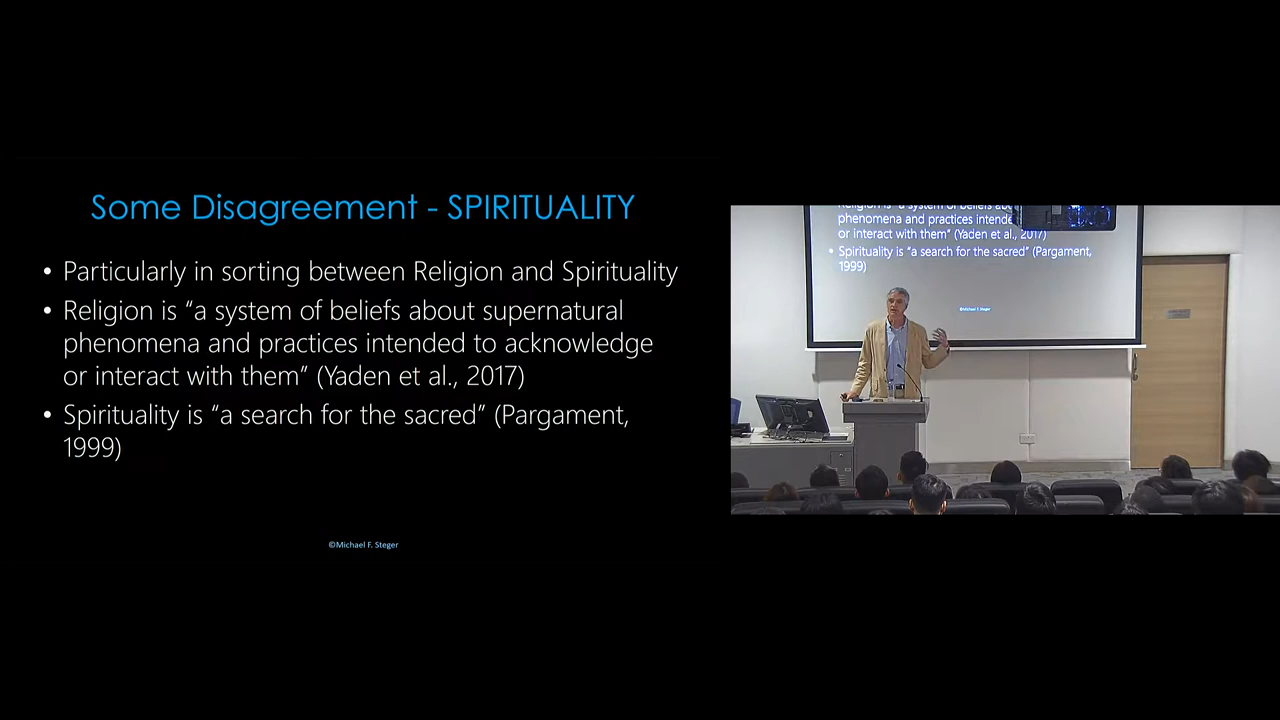 Some Disagreement - SPIRITUALITY
• Particularly in sorting between Religion and Spirituality
• Religion is “a system of beliefs about supernatural
phenomena and practices intended to acknowledge
or interact with them” (Yaden et al., 2017)
• Spirituality is “a search for the sacred” (Pargament,
1999)
©Michael F. Steger
phenomena and practices intende
or interact with them” (Yaden et al., 2017)
• Spirituality is “a search for the sacred” (Pargament,
1999)
©Michael F. Steger